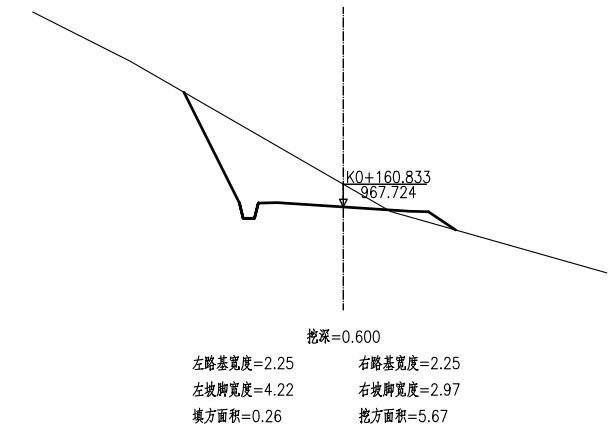 K0+160.833
967.724
挖深=0.600
左路基宽度=2.25 右路基宽度=2.25
左坡脚宽度=4.22 右坡脚宽度=2.97
填方面积=0.26 挖方面积=5.67